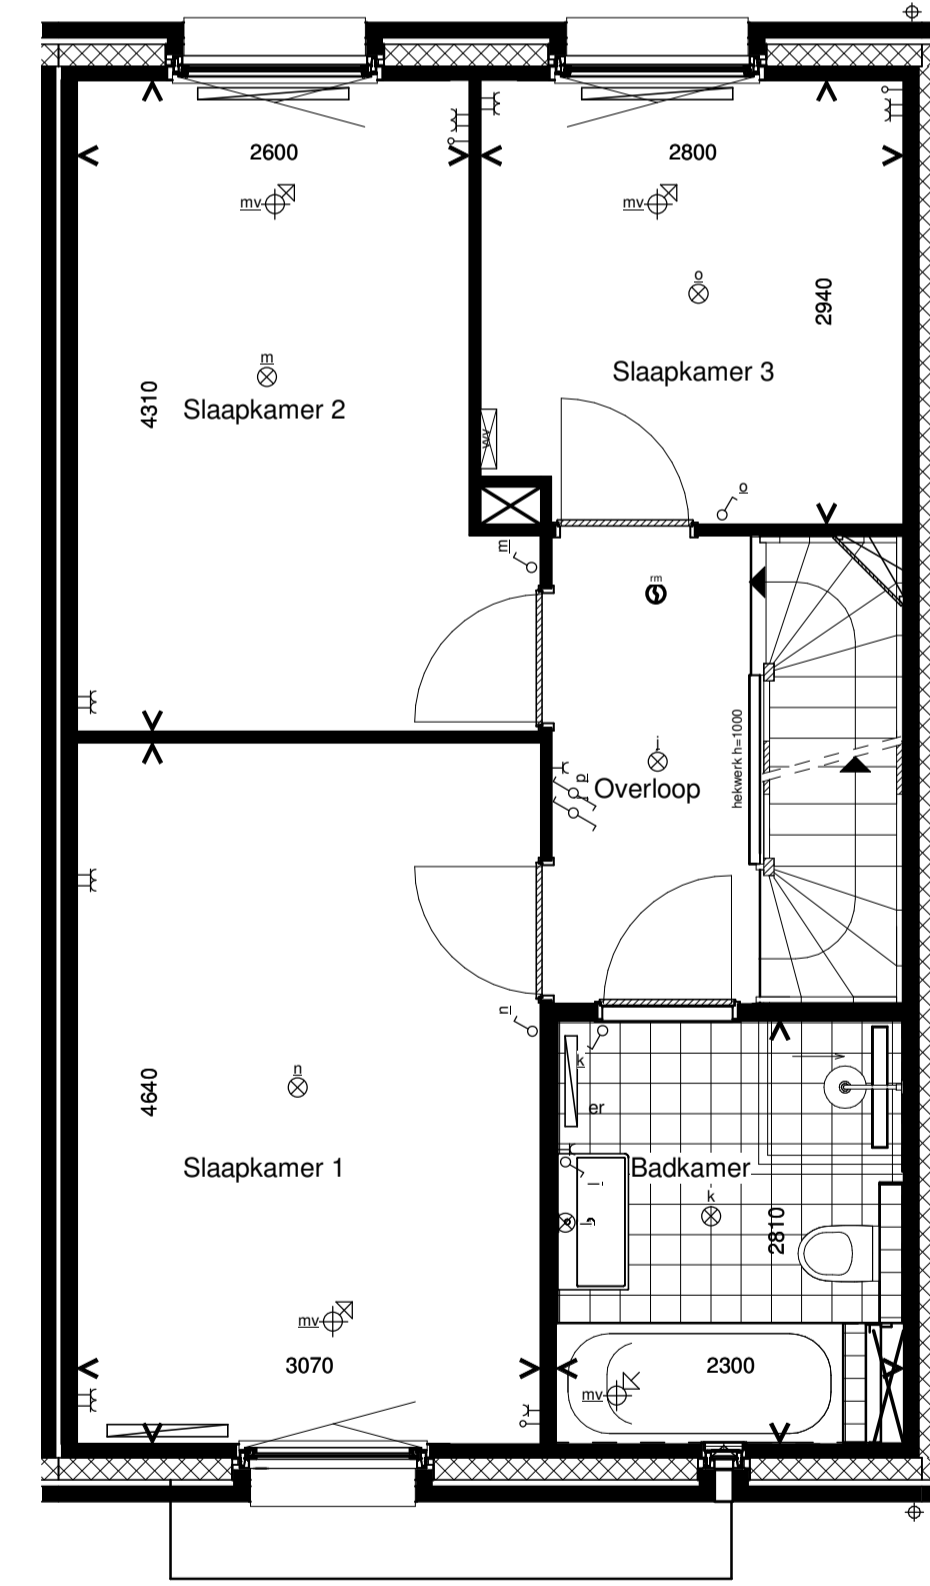 2600
2800
mv
mv
o
2940
m
Slaapkamer 3
4310
Slaapkamer 2
wv
o
m
rm
j
hekwerk h=1000
p
Overloop
n
k
n
4640
er
Slaapkamer 1
Badkamer
k
2810
mv
3070
2300
mv